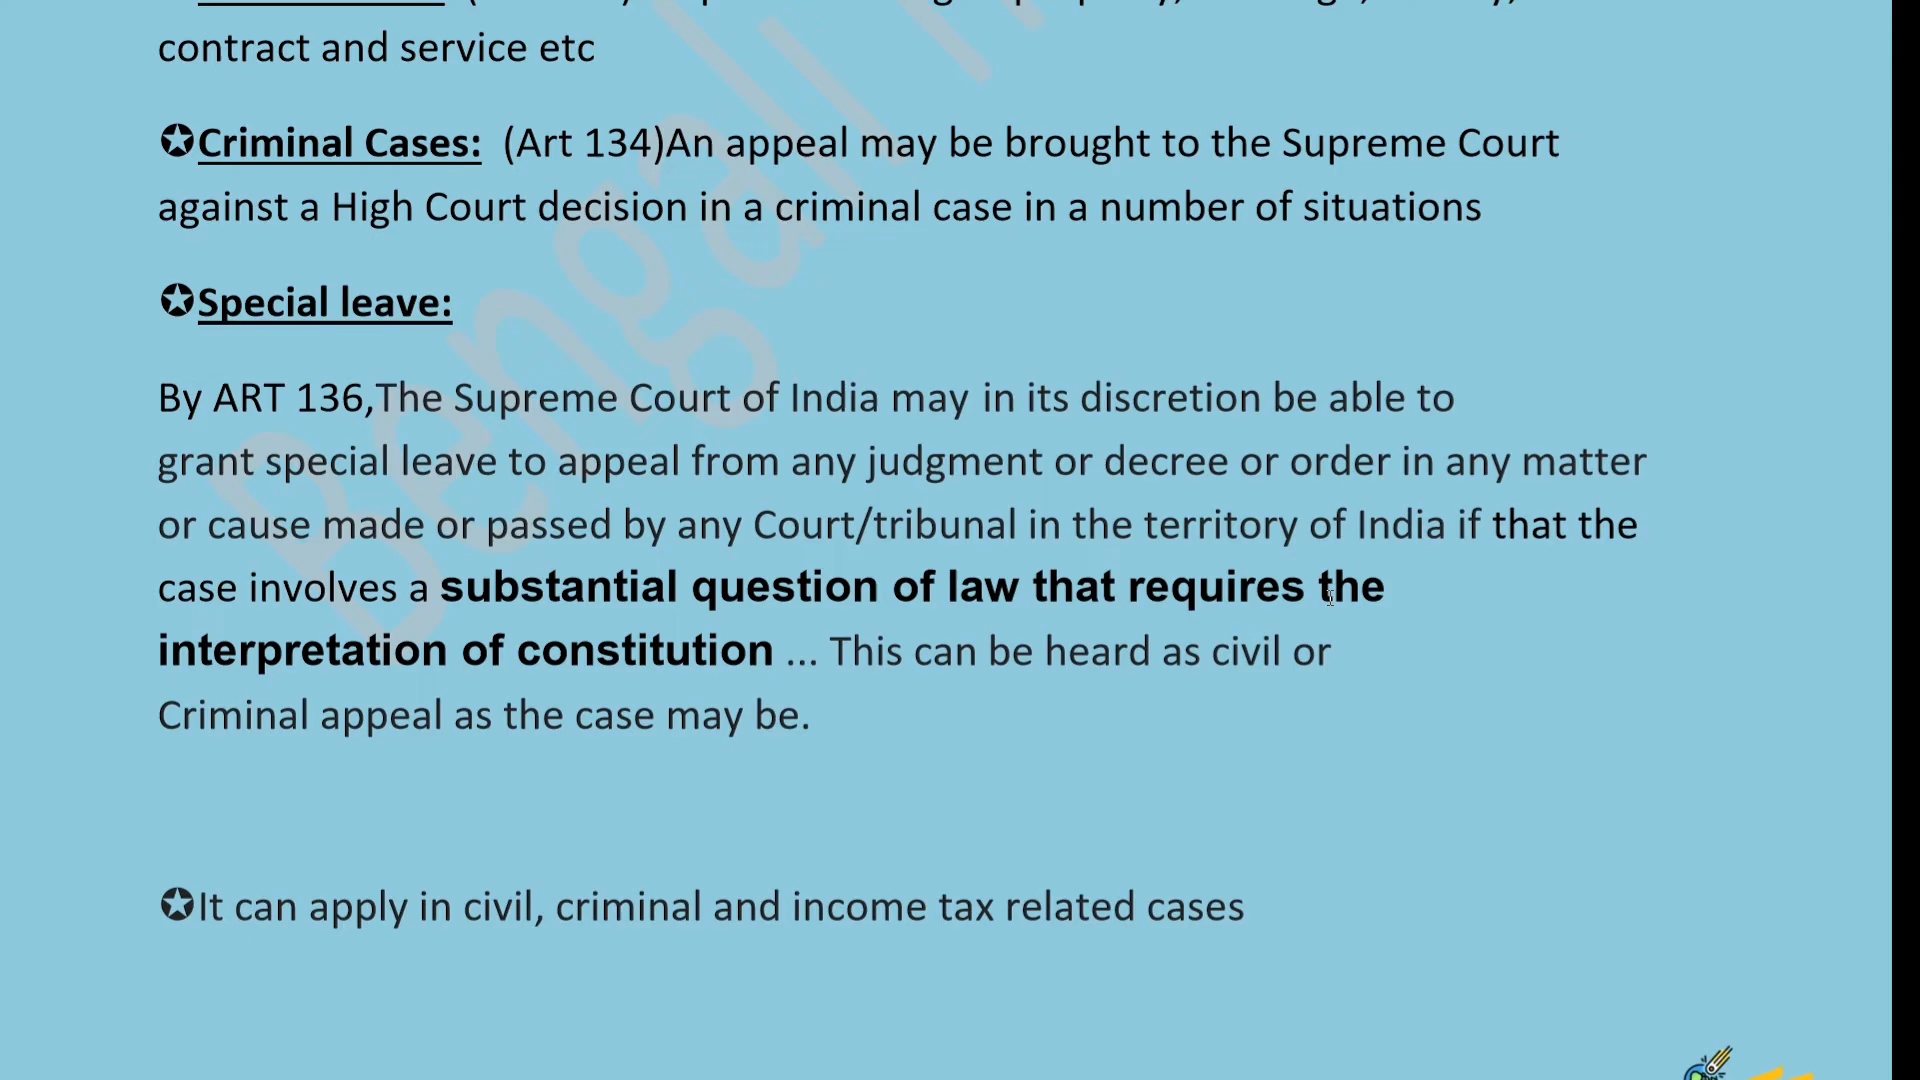 contract and service etc
✪Criminal Cases: (Art 134)An appeal may be brought to the Supreme Court
against a High Court decision in a criminal case in a number of situations
✪Special leave:
By ART 136,The Supreme Court of India may in its discretion be able to
grant special leave to appeal from any judgment or decree or order in any matter
or cause made or passed by any Court/tribunal in the territory of India if that the
case involves a substantial question of law that requires the
interpretation of constitution ... This can be heard as civil or
Criminal appeal as the case may be.
✪It can apply in civil, criminal and income tax related cases
Bengali